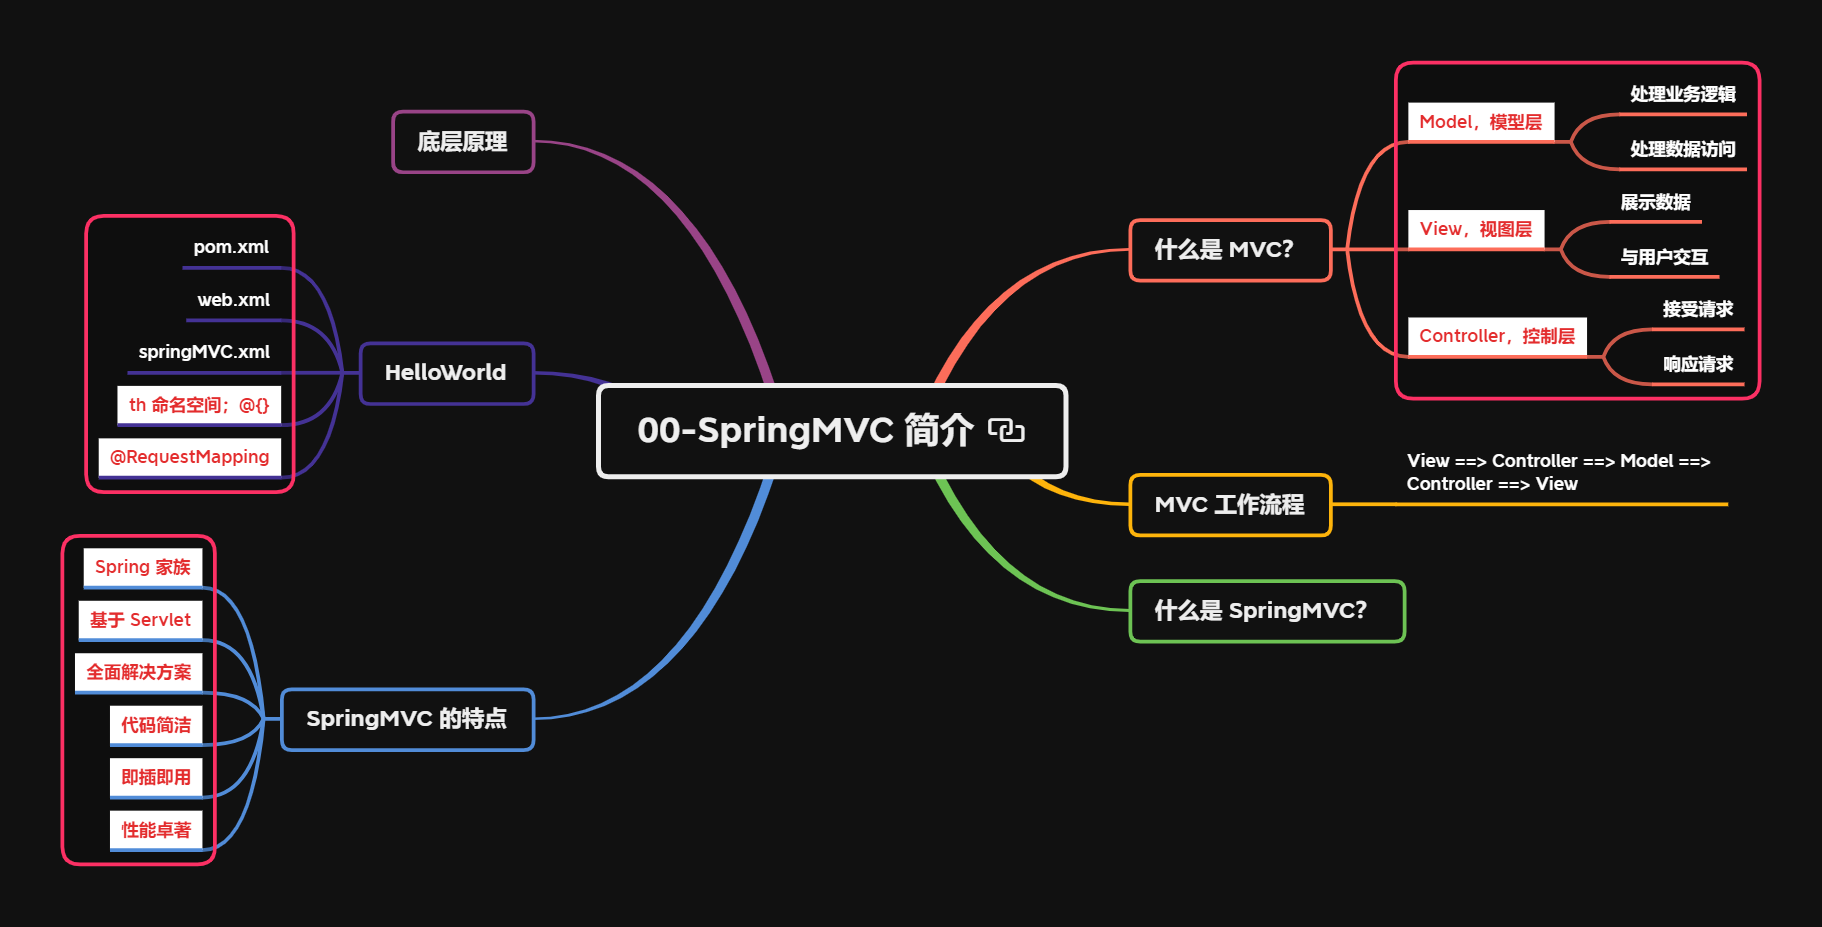 00-SpringMVC 简介
什么是 MVC?
Model，模型层
处理业务逻辑
处理数据访问
View，视图层
展示数据
与用户交互
Controller，控制层
接受请求
响应请求
MVC 工作流程
View ==> Controller ==> Model ==>
Controller ==> View
什么是 SpringMVC?
SpringMVC 的特点
Spring 家族
基于 Servlet
全面解决方案
代码简洁
即插即用
性能卓著
HelloWorld
pom.xml
web.xml
springMVC.xml
th 命名空间；@{}
@RequestMapping
底层原理